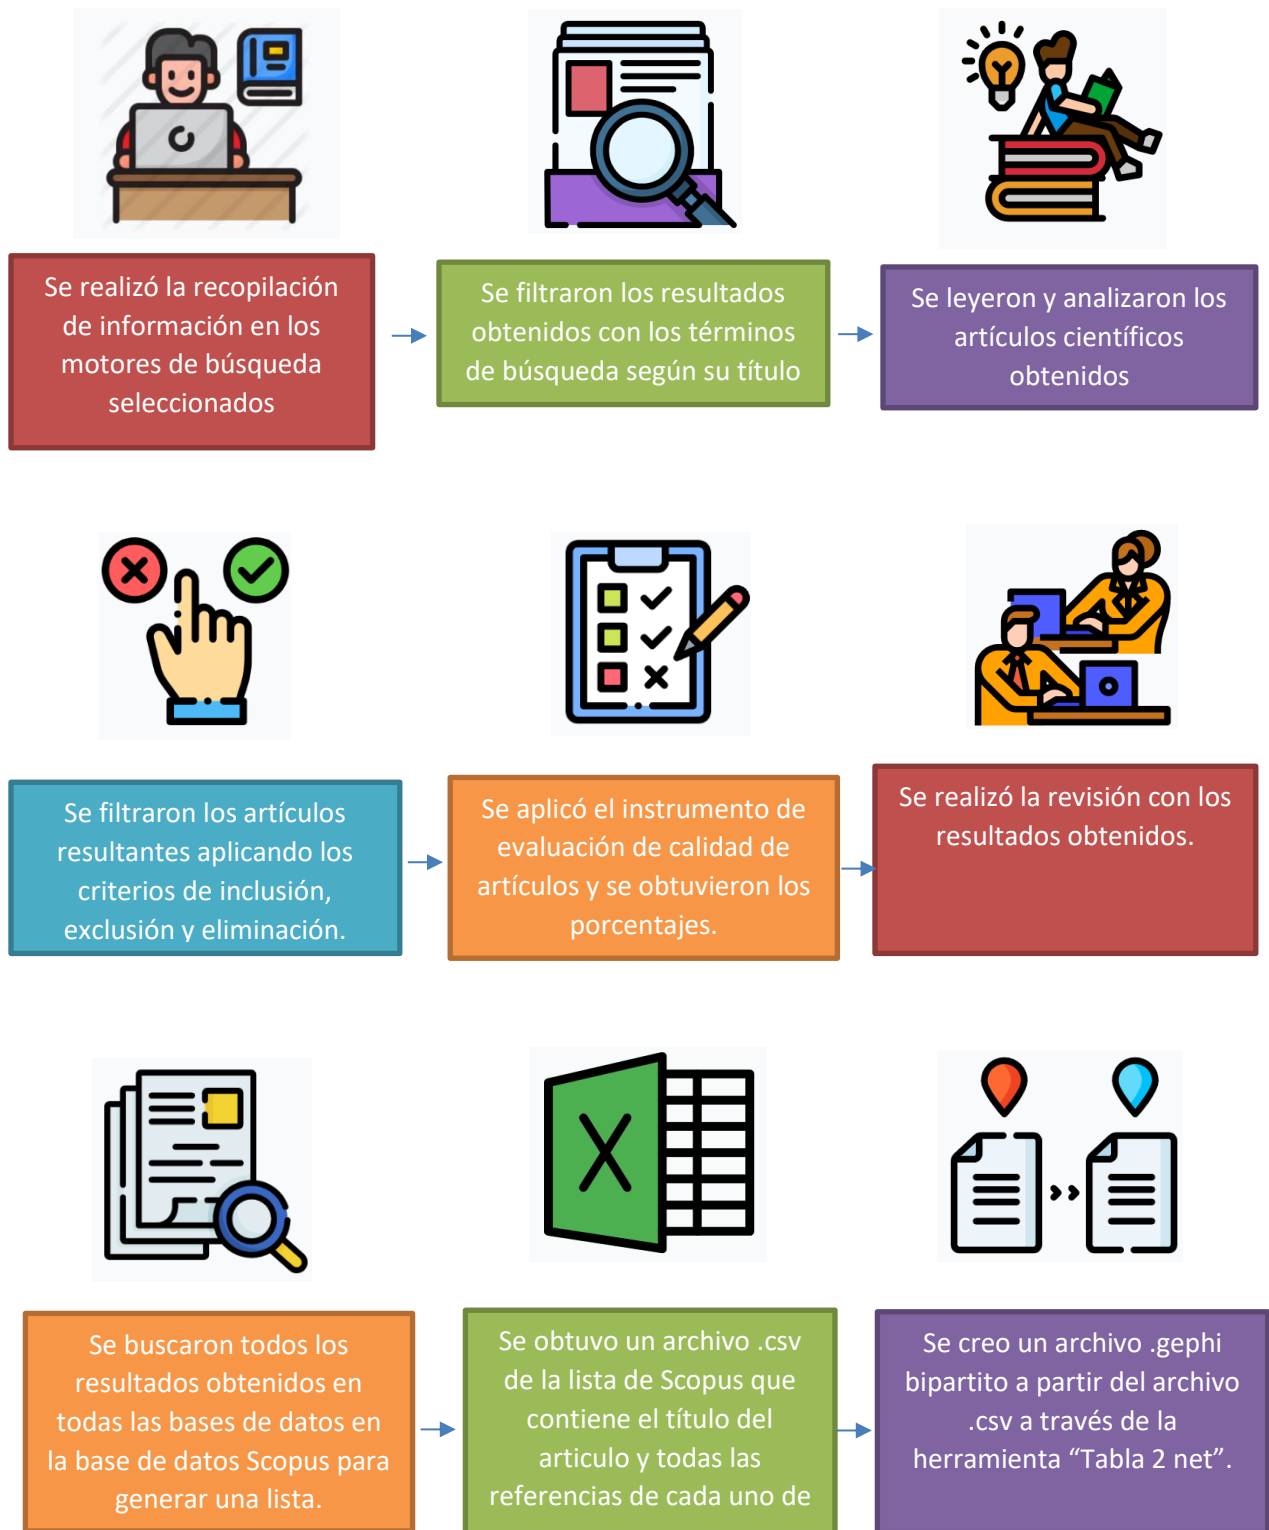 Se realizó la recopilación
de información en los
motores de búsqueda
seleccionados
Se filtraron los resultados
obtenidos con los términos
de búsqueda según su título
Se leyeron y analizaron los
artículos científicos
obtenidos
Se filtraron los artículos
resultantes aplicando los
criterios de inclusión,
exclusión y eliminación.
Se aplicó el instrumento de
evaluación de calidad de
artículos y se obtuvieron los
porcentajes.
Se realizó la revisión con los
resultados obtenidos.
Se buscaron todos los
resultados obtenidos en
todas las bases de datos en
la base de datos Scopus para
generar una lista.
Se obtuvo un archivo .csv
de la lista de Scopus que
contiene el título del
articulo y todas las
referencias de cada uno de
Se creo un archivo .gephi
bipartito a partir del archivo
.csv a través de la
herramienta “Tabla 2 net”.